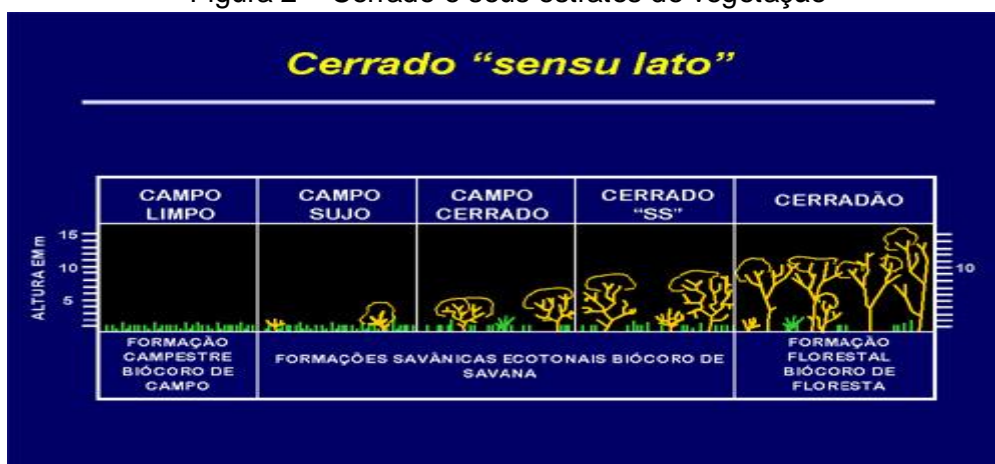 Cerrado “sensu lato”
CAMPO
LIMPO
CAMPO
SUJO
CAMPO
CERRADO
CERRADO
“SS”
CERRADÃO
ALTURA EM m
15
10
5
10
FORMAÇÃO
CAMPESTRE
BIÓCORO DE
CAMPO
FORMAÇÕES SAVÂNICAS ECOTONAIS BIÓCORO DE
SAVANA
FORMAÇÃO
FLORESTAL
BIÓCORO DE
FLORESTA